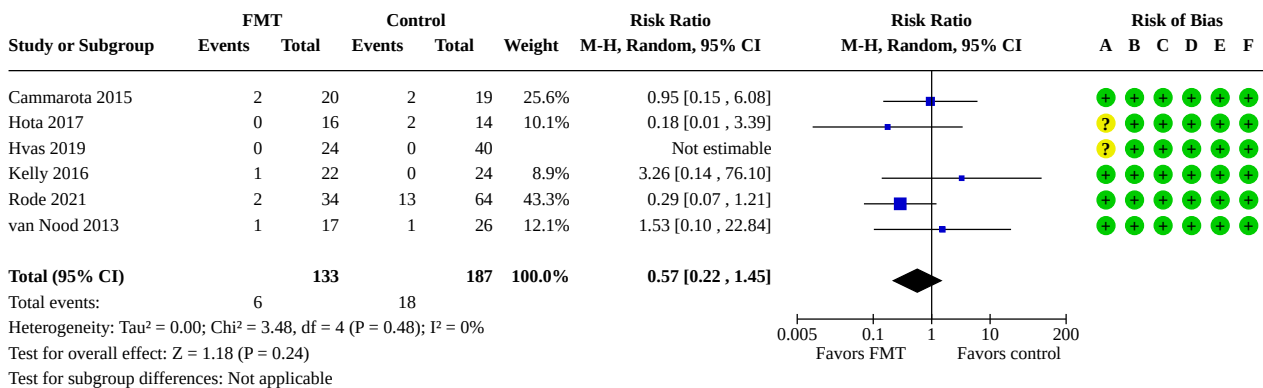 FMT Control Risk Ratio Risk Ratio Risk of Bias
Study or Subgroup Events Total Events Total Weight M-H, Random, 95% CI M-H, Random, 95% CI A B C D E F
Cammarota 2015 2 20 2 19 25.6% 0.95 [0.15 , 6.08] + + + + + +
Hota 2017 0 16 2 14 10.1% 0.18 [0.01 , 3.39] ? + + + + +
Hvas 2019 0 24 0 40 Not estimable ? + + + + +
Kelly 2016 1 22 0 24 8.9% 3.26 [0.14 , 76.10] + + + + + +
Rode 2021 2 34 13 64 43.3% 0.29 [0.07 , 1.21] + + + + + +
van Nood 2013 1 17 1 26 12.1% 1.53 [0.10 , 22.84] + + + + + +
Total (95% CI) 133 187 100.0% 0.57 [0.22 , 1.45]
Total events: 6 18
Heterogeneity: Tau² = 0.00; Chi² = 3.48, df = 4 (P = 0.48); I² = 0%
Test for overall effect: Z = 1.18 (P = 0.24)
Test for subgroup differences: Not applicable
0.005 0.1 1 10 200
Favors FMT Favors control